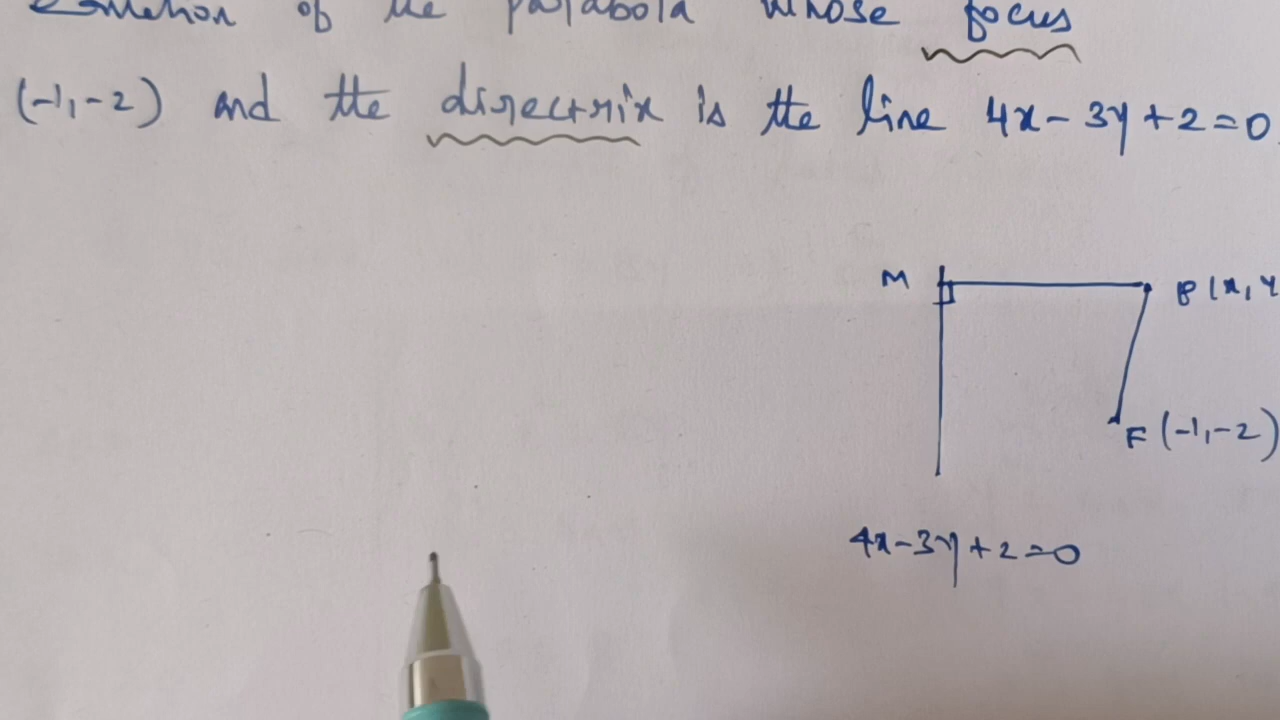 Equation of the parabola whose focus
(-1,-2) and the directrix is the line 4x-3y+2=0.
M
P(x,y
F(-1,-2)
4x-3y+2=0